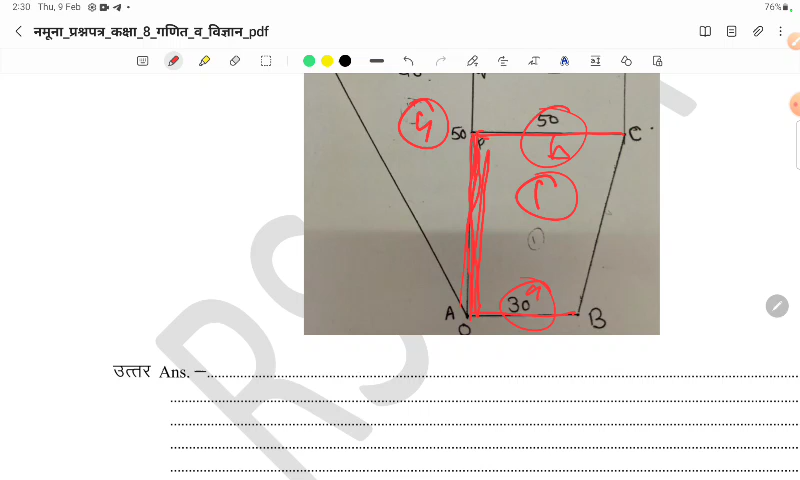 2:30 Thu, 9 Feb
76%
नमूना_प्रश्नपत्र_कक्षा_8_गणित_व_विज्ञान_pdf
50
50
P
C
30
A
O
B
उत्तर Ans. –